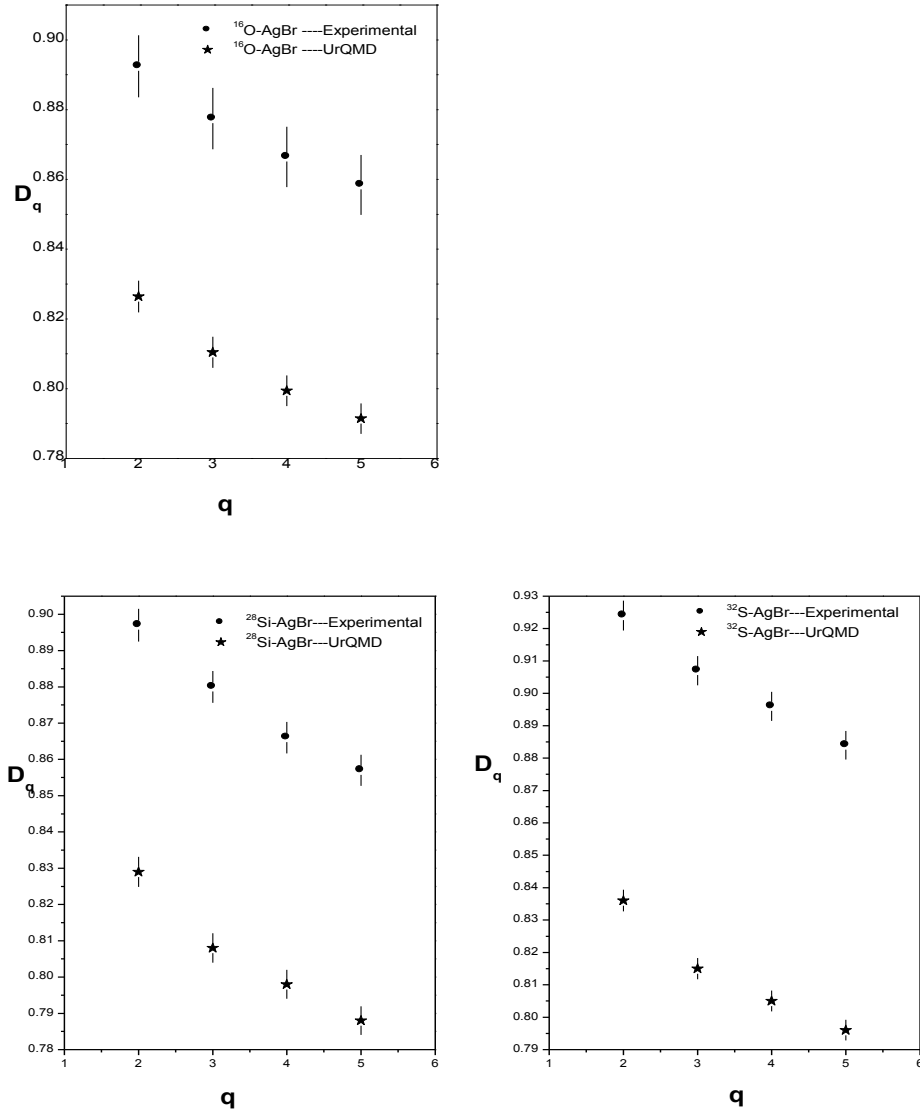 ¹⁶O-AgBr ----Experimental
¹⁶O-AgBr ----UrQMD
0.90
0.88
0.86
0.84
0.82
0.80
0.78
D_q
1 2 3 4 5 6
q
²⁸Si-AgBr---Experimental
²⁸Si-AgBr---UrQMD
0.90
0.89
0.88
0.87
0.86
0.85
0.84
0.83
0.82
0.81
0.80
0.79
0.78
D_q
1 2 3 4 5 6
q
³²S-AgBr---Experimental
³²S-AgBr---UrQMD
0.93
0.92
0.91
0.90
0.89
0.88
0.87
0.86
0.85
0.84
0.83
0.82
0.81
0.80
0.79
D_q
1 2 3 4 5 6
q